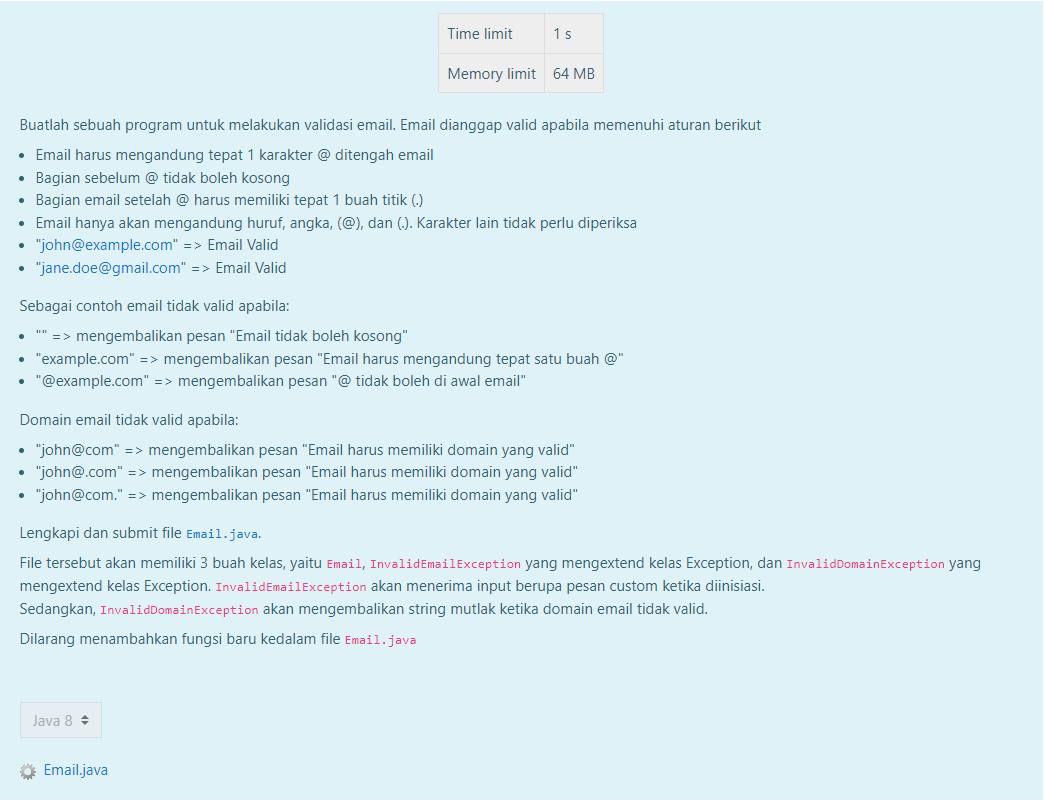 Time limit 1 s
Memory limit 64 MB
Buatlah sebuah program untuk melakukan validasi email. Email dianggap valid apabila memenuhi aturan berikut
• Email harus mengandung tepat 1 karakter @ ditengah email
• Bagian sebelum @ tidak boleh kosong
• Bagian email setelah @ harus memiliki tepat 1 buah titik (.)
• Email hanya akan mengandung huruf, angka, (@), dan (.). Karakter lain tidak perlu diperiksa
• "john@example.com" => Email Valid
• "jane.doe@gmail.com" => Email Valid
Sebagai contoh email tidak valid apabila:
• "" => mengembalikan pesan "Email tidak boleh kosong"
• "example.com" => mengembalikan pesan "Email harus mengandung tepat satu buah @"
• "@example.com" => mengembalikan pesan "@ tidak boleh di awal email"
Domain email tidak valid apabila:
• "john@com" => mengembalikan pesan "Email harus memiliki domain yang valid"
• "john@.com" => mengembalikan pesan "Email harus memiliki domain yang valid"
• "john@com." => mengembalikan pesan "Email harus memiliki domain yang valid"
Lengkapi dan submit file Email.java.
File tersebut akan memiliki 3 buah kelas, yaitu Email, InvalidEmailException yang mengextend kelas Exception, dan InvalidDomainException yang
mengextend kelas Exception. InvalidEmailException akan menerima input berupa pesan custom ketika diinisiasi.
Sedangkan, InvalidDomainException akan mengembalikan string mutlak ketika domain email tidak valid.
Dilarang menambahkan fungsi baru kedalam file Email.java
Java 8
Email.java